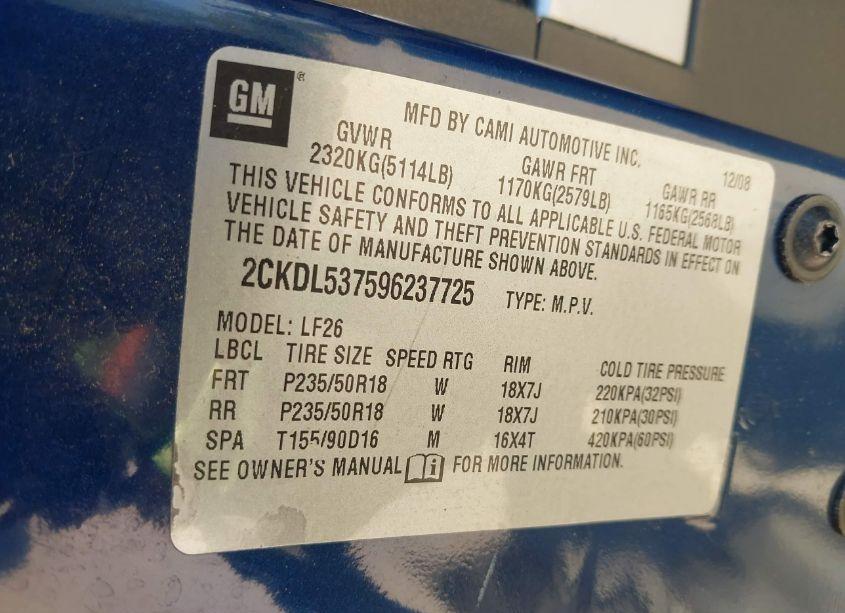 GM ®
MFD BY CAMI AUTOMOTIVE INC. 12/08
GVWR GAWR FRT GAWR RR
2320KG(5114LB) 1170KG(2579LB) 1165KG(2568LB)
THIS VEHICLE CONFORMS TO ALL APPLICABLE U.S. FEDERAL MOTOR
VEHICLE SAFETY AND THEFT PREVENTION STANDARDS IN EFFECT ON
THE DATE OF MANUFACTURE SHOWN ABOVE.
2CKDL537596237725 TYPE: M.P.V.
MODEL: LF26
LBCL TIRE SIZE SPEED RTG RIM COLD TIRE PRESSURE
FRT P235/50R18 W 18X7J 220KPA(32PSI)
RR P235/50R18 W 18X7J 210KPA(30PSI)
SPA T155/90D16 M 16X4T 420KPA(60PSI)
SEE OWNER'S MANUAL i FOR MORE INFORMATION.